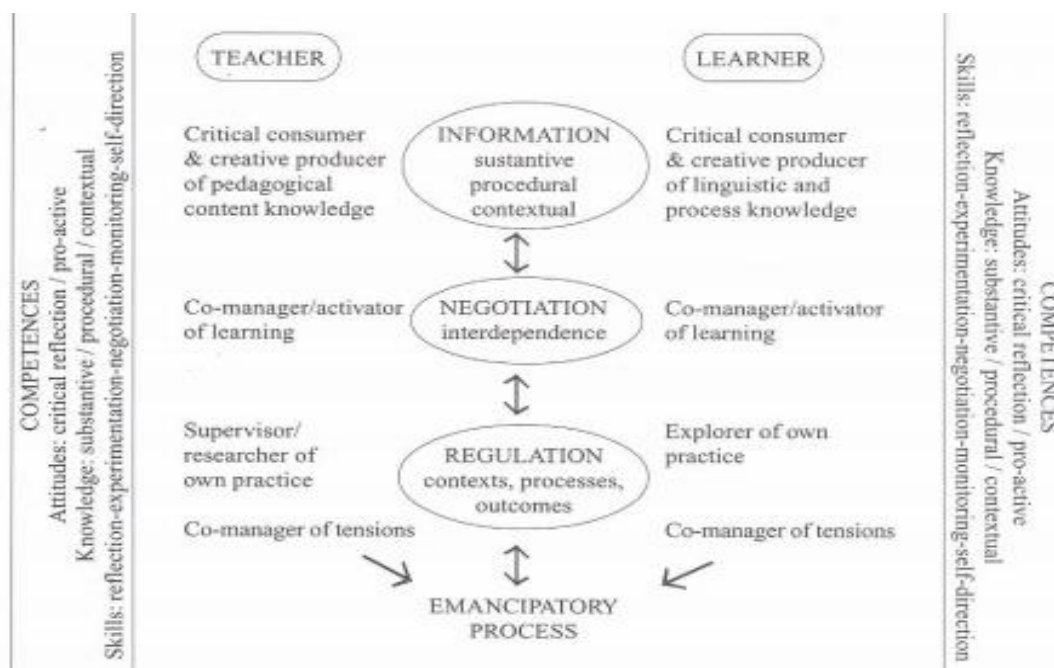 TEACHER
LEARNER
Critical consumer
& creative producer
of pedagogical
content knowledge
INFORMATION
sustantive
procedural
contextual
Critical consumer
& creative producer
of linguistic and
process knowledge
Co-manager/activator
of learning
NEGOTIATION
interdependence
Co-manager/activator
of learning
Supervisor/
researcher of
own practice
REGULATION
contexts, processes,
outcomes
Explorer of own
practice
Co-manager of tensions
Co-manager of tensions
EMANCIPATORY
PROCESS
COMPETENCES
Attitudes: critical reflection / pro-active
Knowledge: substantive / procedural / contextual
Skills: reflection-experimentation-negotiation-monitoring-self-direction
COMPETENCES
Attitudes: critical reflection / pro-active
Knowledge: substantive / procedural / contextual
Skills: reflection-experimentation-negotiation-monitoring-self-direction